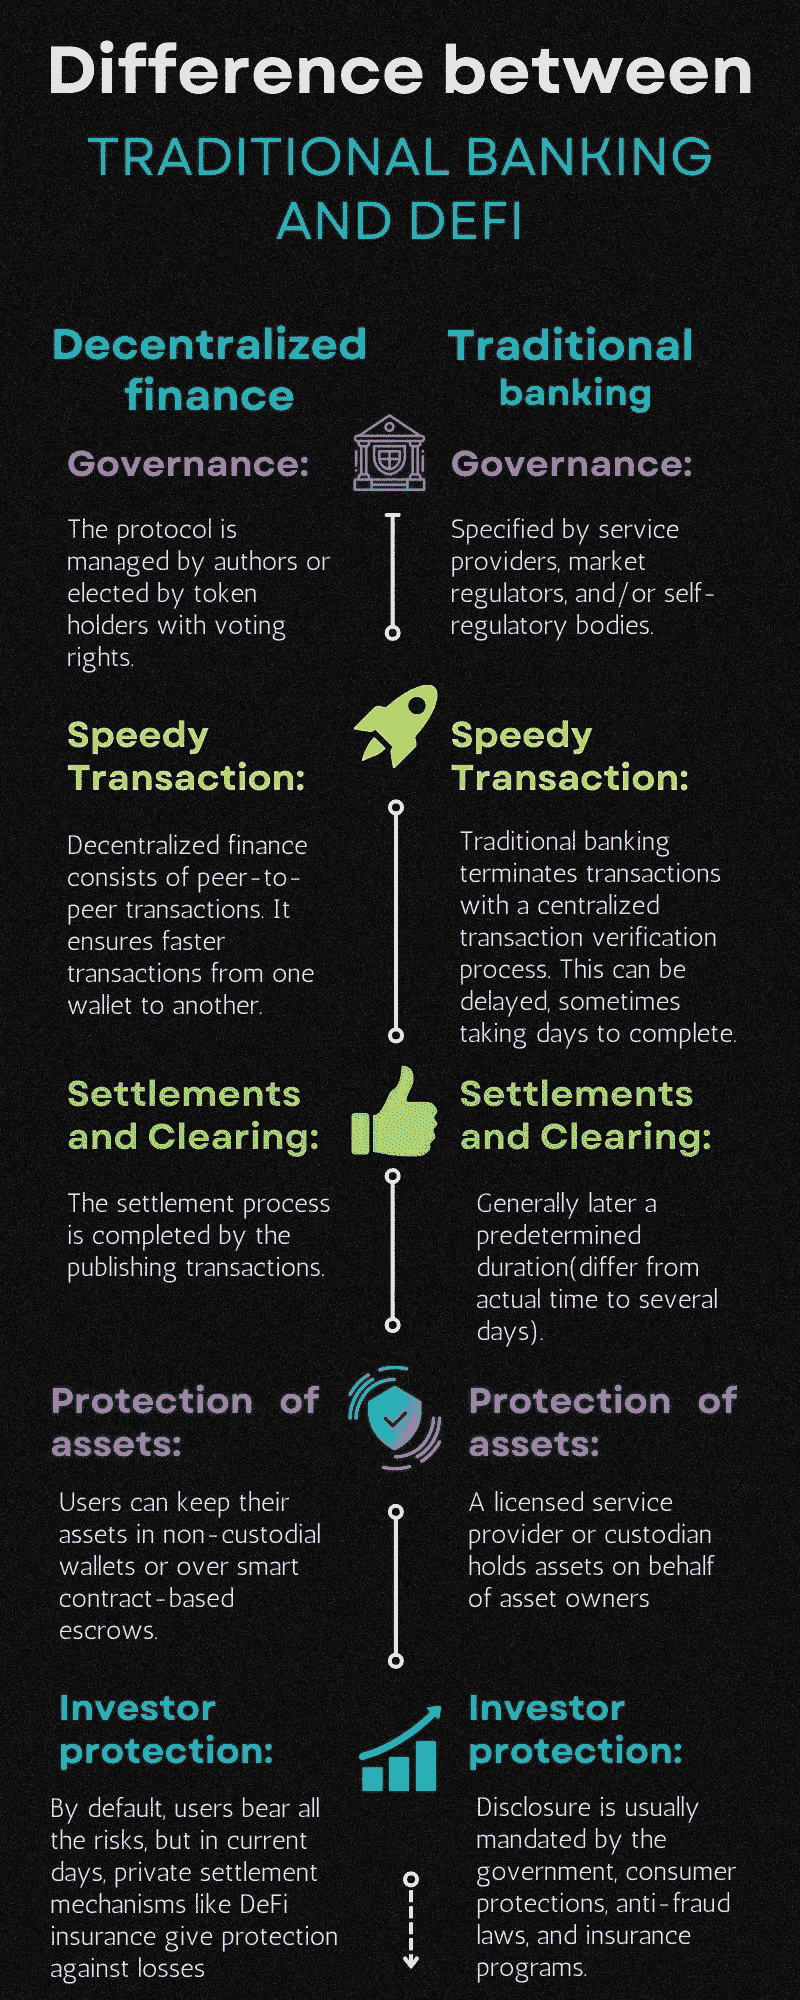 Difference between
TRADITIONAL BANKING
AND DEFI
Decentralized
finance
Traditional
banking
Governance:
The protocol is
managed by authors or
elected by token
holders with voting
rights.
Governance:
Specified by service
providers, market
regulators, and/or self-
regulatory bodies.
Speedy
Transaction:
Decentralized finance
consists of peer-to-
peer transactions. It
ensures faster
transactions from one
wallet to another.
Speedy
Transaction:
Traditional banking
terminates transactions
with a centralized
transaction verification
process. This can be
delayed, sometimes
taking days to complete.
Settlements
and Clearing:
The settlement process
is completed by the
publishing transactions.
Settlements
and Clearing:
Generally later a
predetermined
duration(differ from
actual time to several
days).
Protection of
assets:
Users can keep their
assets in non-custodial
wallets or over smart
contract-based
escrows.
Protection of
assets:
A licensed service
provider or custodian
holds assets on behalf
of asset owners
Investor
protection:
By default, users bear all
the risks, but in current
days, private settlement
mechanisms like DeFi
insurance give protection
against losses
Investor
protection:
Disclosure is usually
mandated by the
government, consumer
protections, anti-fraud
laws, and insurance
programs.